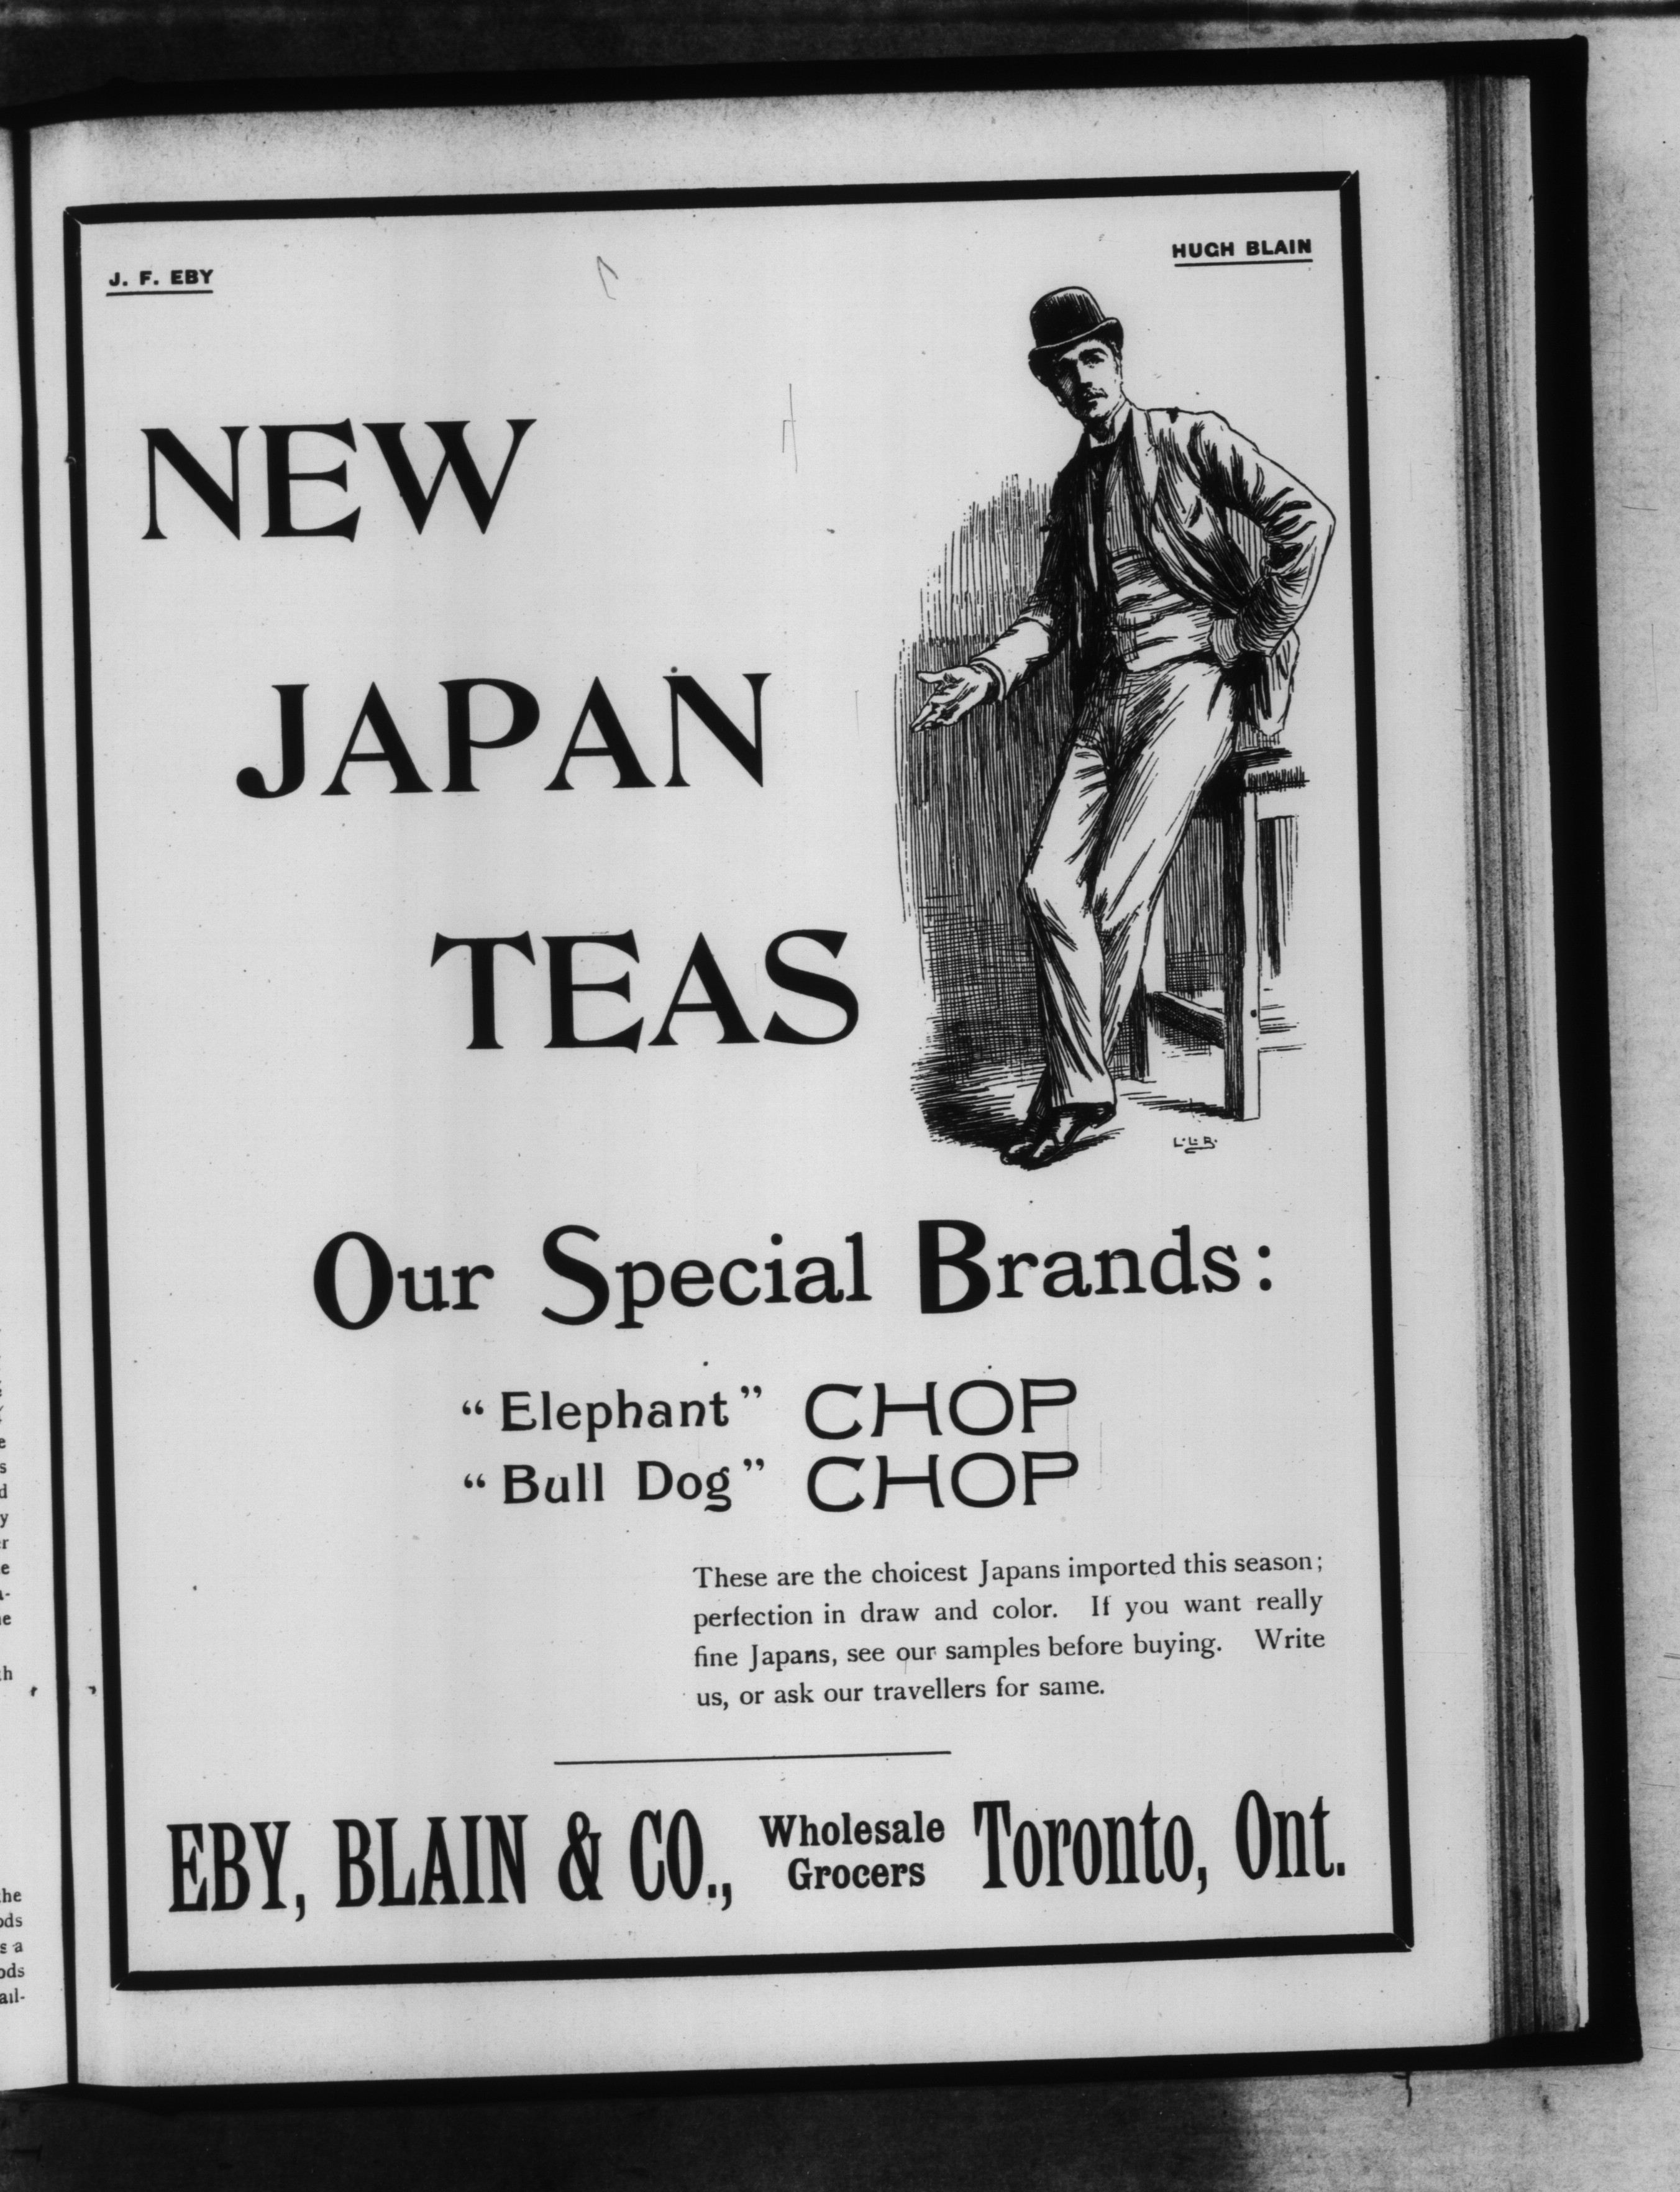 J. F. EBY
HUGH BLAIN
NEW
JAPAN
TEAS
L.L.B.
Our Special Brands:
“Elephant” CHOP
“Bull Dog” CHOP
These are the choicest Japans imported this season;
perfection in draw and color. If you want really
fine Japans, see our samples before buying. Write
us, or ask our travellers for same.
EBY, BLAIN & CO., Wholesale Grocers Toronto, Ont.